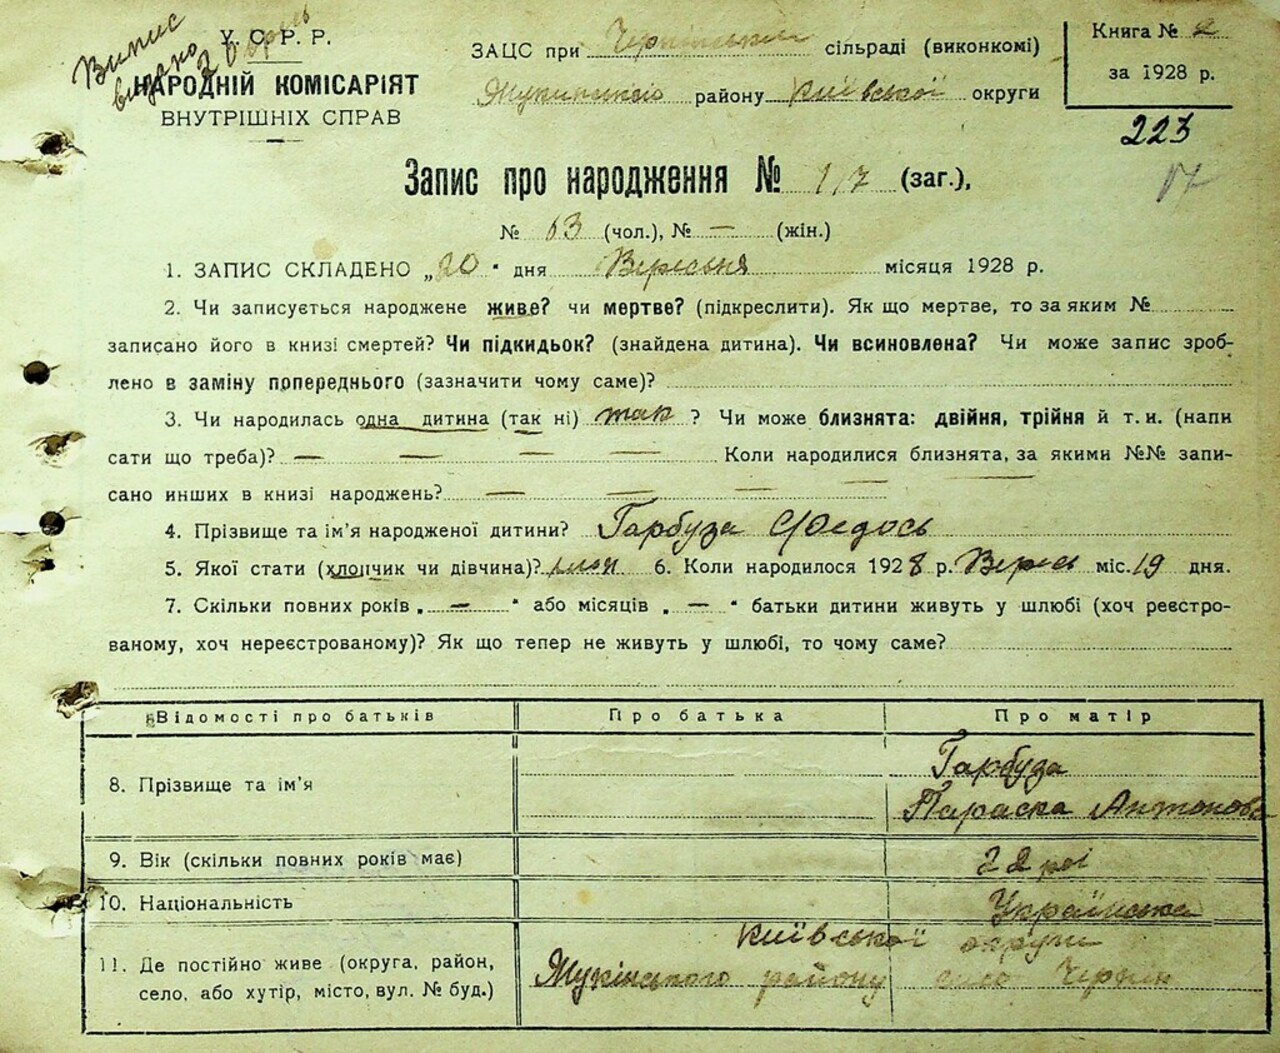 Випис
видано
У. С. Р. Р.
НАРОДНІЙ КОМІСАРІЯТ
ВНУТРІШНІХ СПРАВ
ЗАЦС при сільраді (виконкомі)
району Київської округи
Книга № 2
за 1928 р.
223
17
Запис про народження № 117 (заг.),
№ 63 (чол.), № — (жін.)
1. ЗАПИС СКЛАДЕНО „20" дня Вересня місяця 1928 р.
2. Чи записується народжене живе? чи мертве? (підкреслити). Як що мертве, то за яким №
записано його в книзі смертей? Чи підкидьок? (знайдена дитина). Чи всиновлена? Чи може запис зроб-
лено в заміну попереднього (зазначити чому саме)?
3. Чи народилась одна дитина (так ні) так ? Чи може близнята: двійня, трійня й т. и. (напи
сати що треба)? — — — — Коли народилися близнята, за якими №№ запи-
сано инших в книзі народжень? — — — — —
4. Прізвище та ім'я народженої дитини? Гарбуза Федось
5. Якої стати (хлопчик чи дівчина)? 6. Коли народилося 1928 р. Вересь міс. 19 дня.
7. Скільки повних років „ — " або місяців „ — " батьки дитини живуть у шлюбі (хоч реєстро-
ваному, хоч нереєстрованому)? Як що тепер не живуть у шлюбі, то чому саме?
Відомості про батьків Про батька Про матір
8. Прізвище та ім'я Гарбуза
Параска Антонова
9. Вік (скільки повних років має) 22 рокі
10. Національність Українська
11. Де постійно живе (округа, район,
село, або хутір, місто, вул. № буд.)
Київської округи
Жукінського району село Чернин